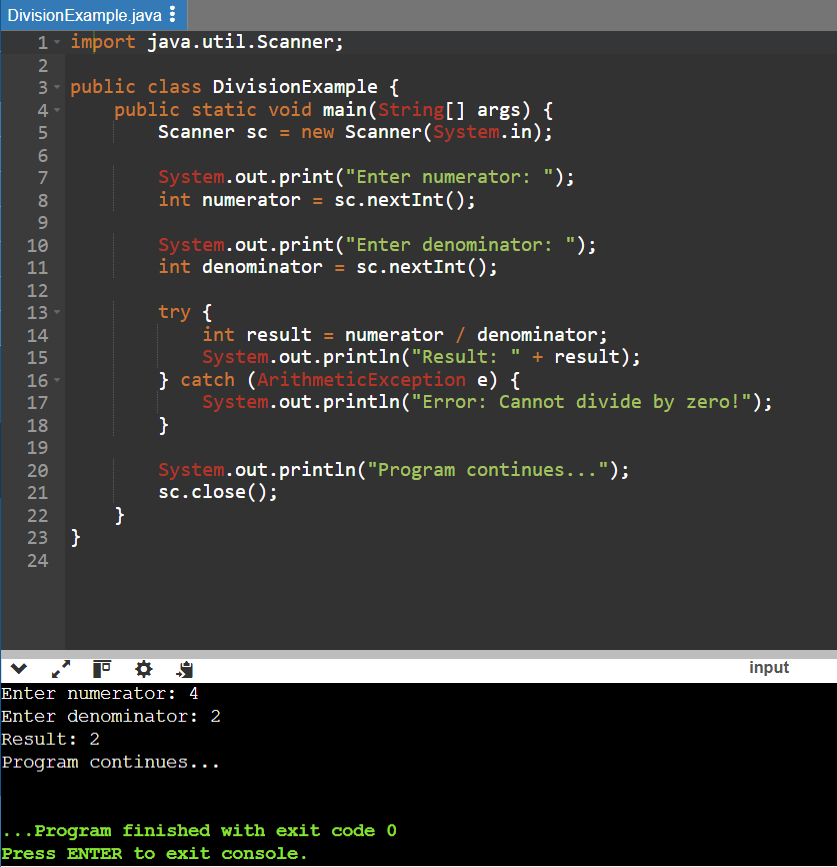 DivisionExample.java
1 import java.util.Scanner;
2
3 public class DivisionExample {
4     public static void main(String[] args) {
5         Scanner sc = new Scanner(System.in);
6
7         System.out.print("Enter numerator: ");
8         int numerator = sc.nextInt();
9
10         System.out.print("Enter denominator: ");
11         int denominator = sc.nextInt();
12
13         try {
14             int result = numerator / denominator;
15             System.out.println("Result: " + result);
16         } catch (ArithmeticException e) {
17             System.out.println("Error: Cannot divide by zero!");
18         }
19
20         System.out.println("Program continues...");
21         sc.close();
22     }
23 }
24
input
Enter numerator: 4
Enter denominator: 2
Result: 2
Program continues...
...Program finished with exit code 0
Press ENTER to exit console.